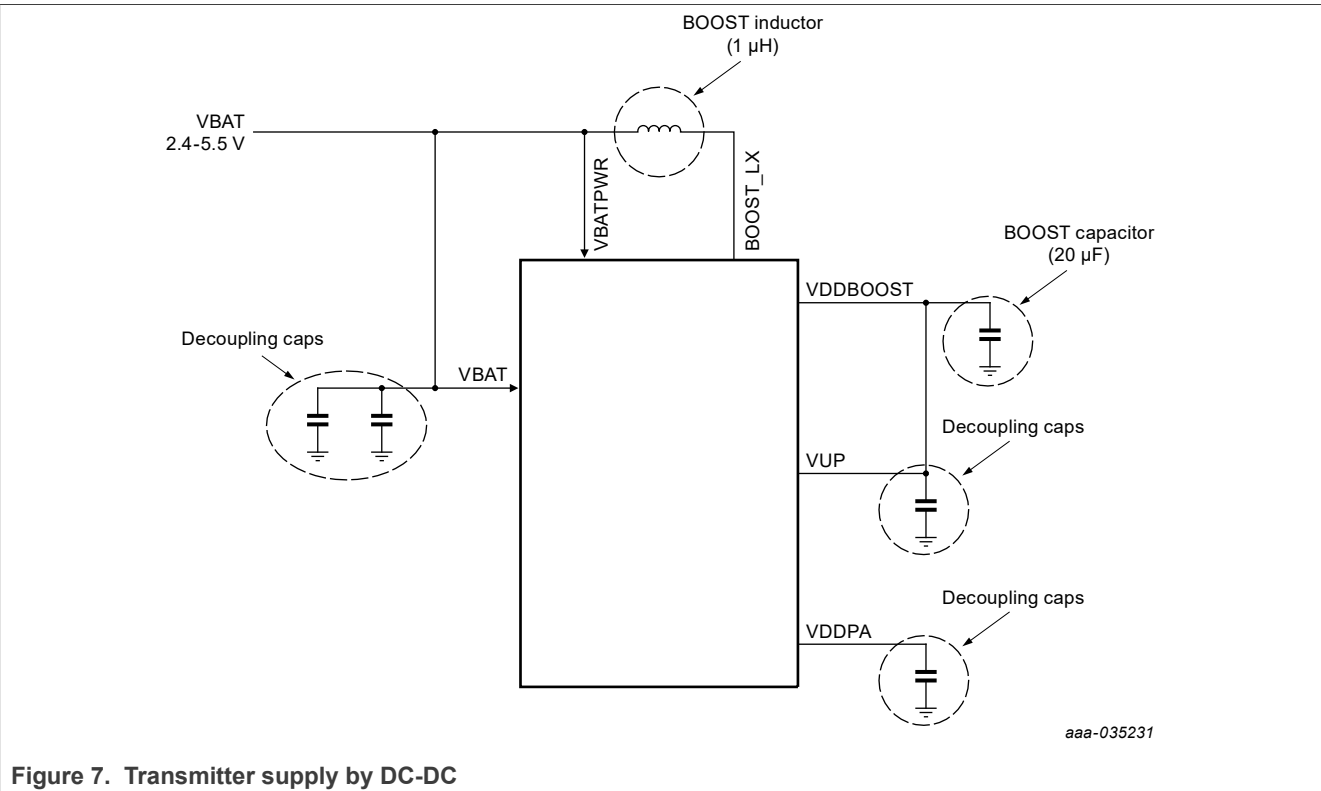 BOOST inductor
(1 µH)
VBAT
2.4-5.5 V
VBATPWR
BOOST_LX
BOOST capacitor
(20 µF)
VDDBOOST
Decoupling caps
VBAT
Decoupling caps
VUP
Decoupling caps
VDDPA
aaa-035231
Figure 7. Transmitter supply by DC-DC